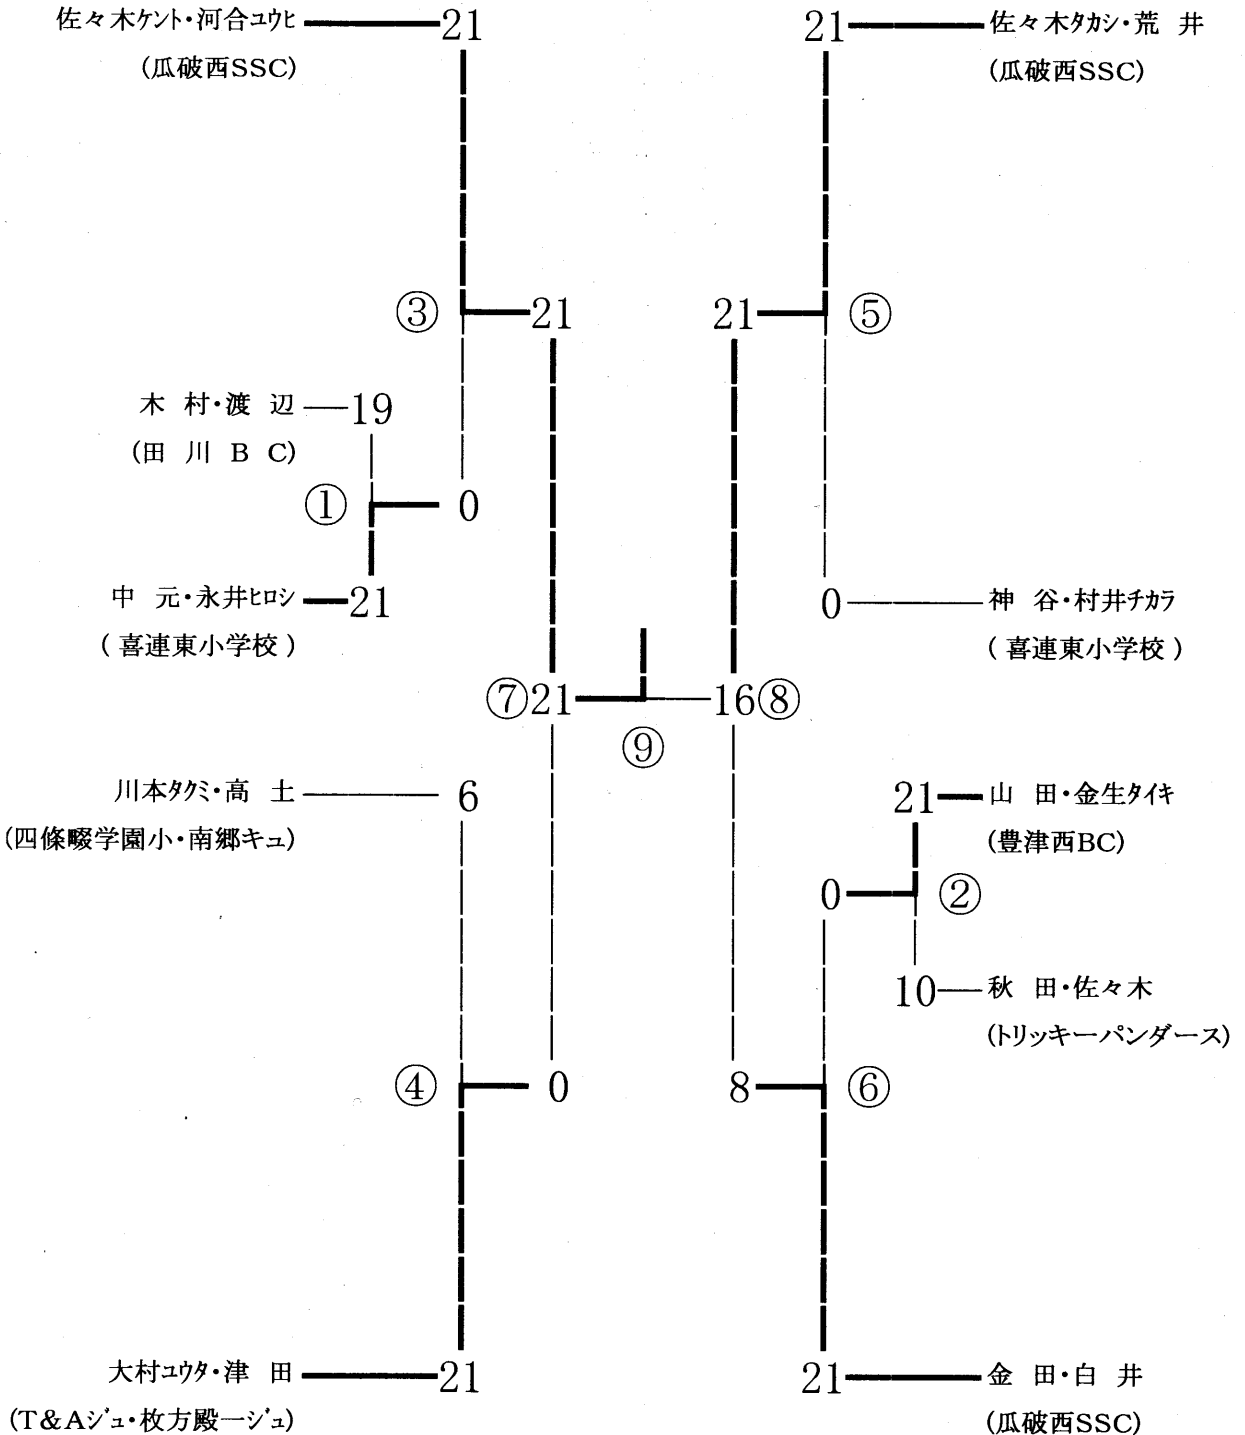 佐々木ケント・河合ユウヒ 21
(瓜破西SSC)
21 佐々木タカシ・荒 井
(瓜破西SSC)
③ 21
21 ⑤
木 村・渡 辺 19
(田 川 B C)
① 0
中 元・永井ヒロシ 21
( 喜連東小学校 )
0 神 谷・村井チカラ
( 喜連東小学校 )
⑦ 21
16 ⑧
⑨
川本タクミ・高 土 6
(四條畷学園小・南郷キュ)
21 山 田・金生タイキ
(豊津西BC)
0 ②
10 秋 田・佐々木
(トリッキーパンダース)
④ 0
8 ⑥
大村ユウタ・津 田 21
(T&Aジュ・枚方殿一ジュ)
21 金 田・白 井
(瓜破西SSC)